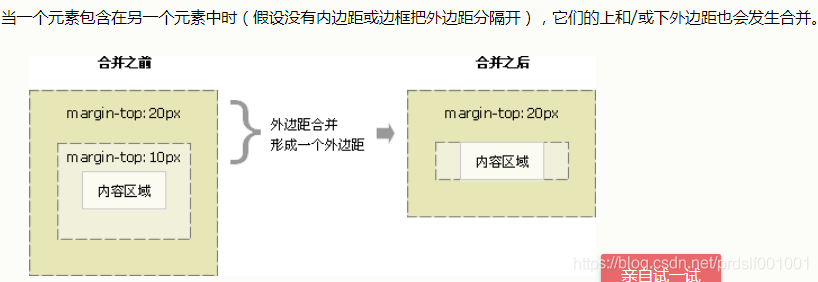 当一个元素包含在另一个元素中时（假设没有内边距或边框把外边距分隔开），它们的上和/或下外边距也会发生合并。
合并之前
合并之后
margin-top: 20px
margin-top: 10px
内容区域
外边距合并
形成一个外边距
margin-top: 20px
内容区域
https://blog.csdn.net/prdslf001001
亲自试一试